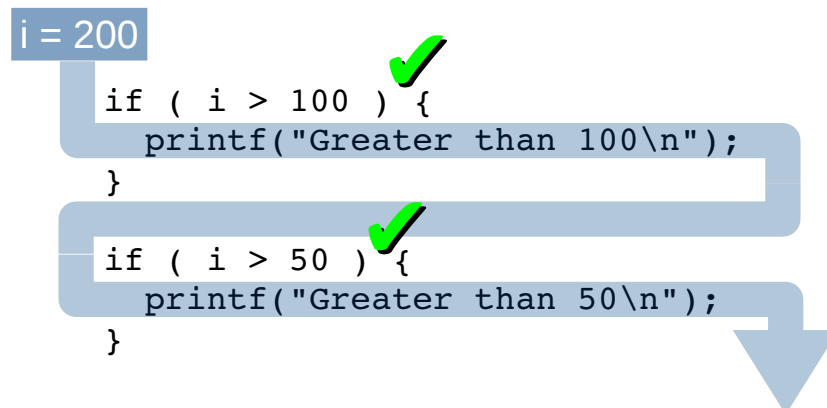 i = 200
if ( i > 100 ) {
printf("Greater than 100\n");
}
if ( i > 50 ) {
printf("Greater than 50\n");
}